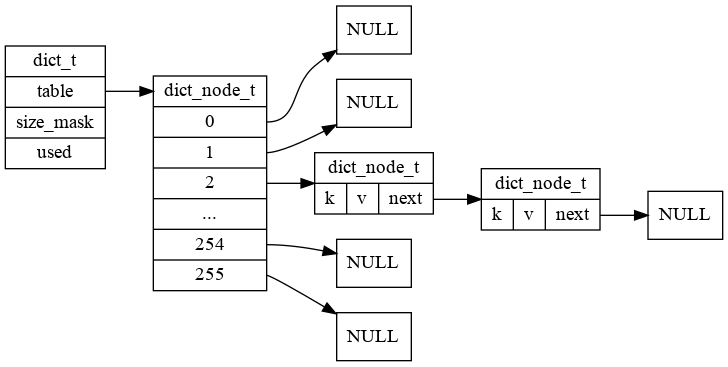 dict_t
table
size_mask
used
dict_node_t
0
1
2
...
254
255
NULL
NULL
dict_node_t
k v next
dict_node_t
k v next
NULL
NULL
NULL